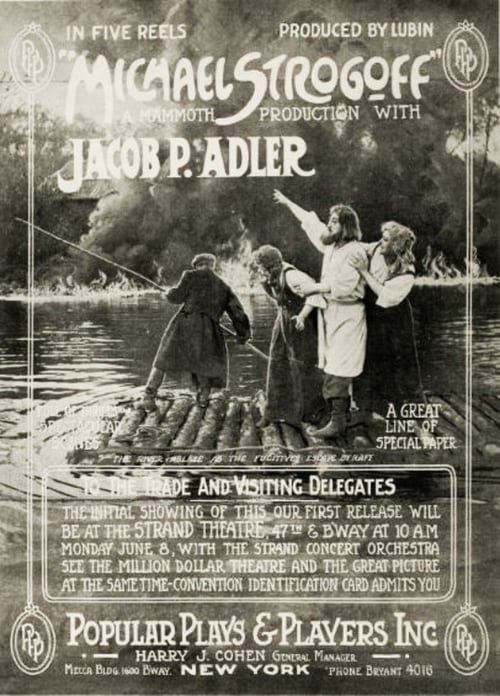 IN FIVE REELS PRODUCED BY LUBIN
"MICHAEL STROGOFF"
A MAMMOTH PRODUCTION WITH
JACOB P. ADLER
SPECTACULAR
SCENES
A GREAT
LINE OF
SPECIAL PAPER
THE RIVER ABLAZE AS THE FUGITIVES ESCAPE BY RAFT
TO THE TRADE AND VISITING DELEGATES
THE INITIAL SHOWING OF THIS OUR FIRST RELEASE WILL
BE AT THE STRAND THEATRE, 47TH & B'WAY AT 10 A.M
MONDAY JUNE 8, WITH THE STRAND CONCERT ORCHESTRA
SEE THE MILLION DOLLAR THEATRE AND THE GREAT PICTURE
AT THE SAME TIME-CONVENTION IDENTIFICATION CARD ADMITS YOU
POPULAR PLAYS & PLAYERS INC
HARRY J. COHEN GENERAL MANAGER
MECCA BLDG. 1600 BWAY. NEW YORK 'PHONE BRYANT 4016